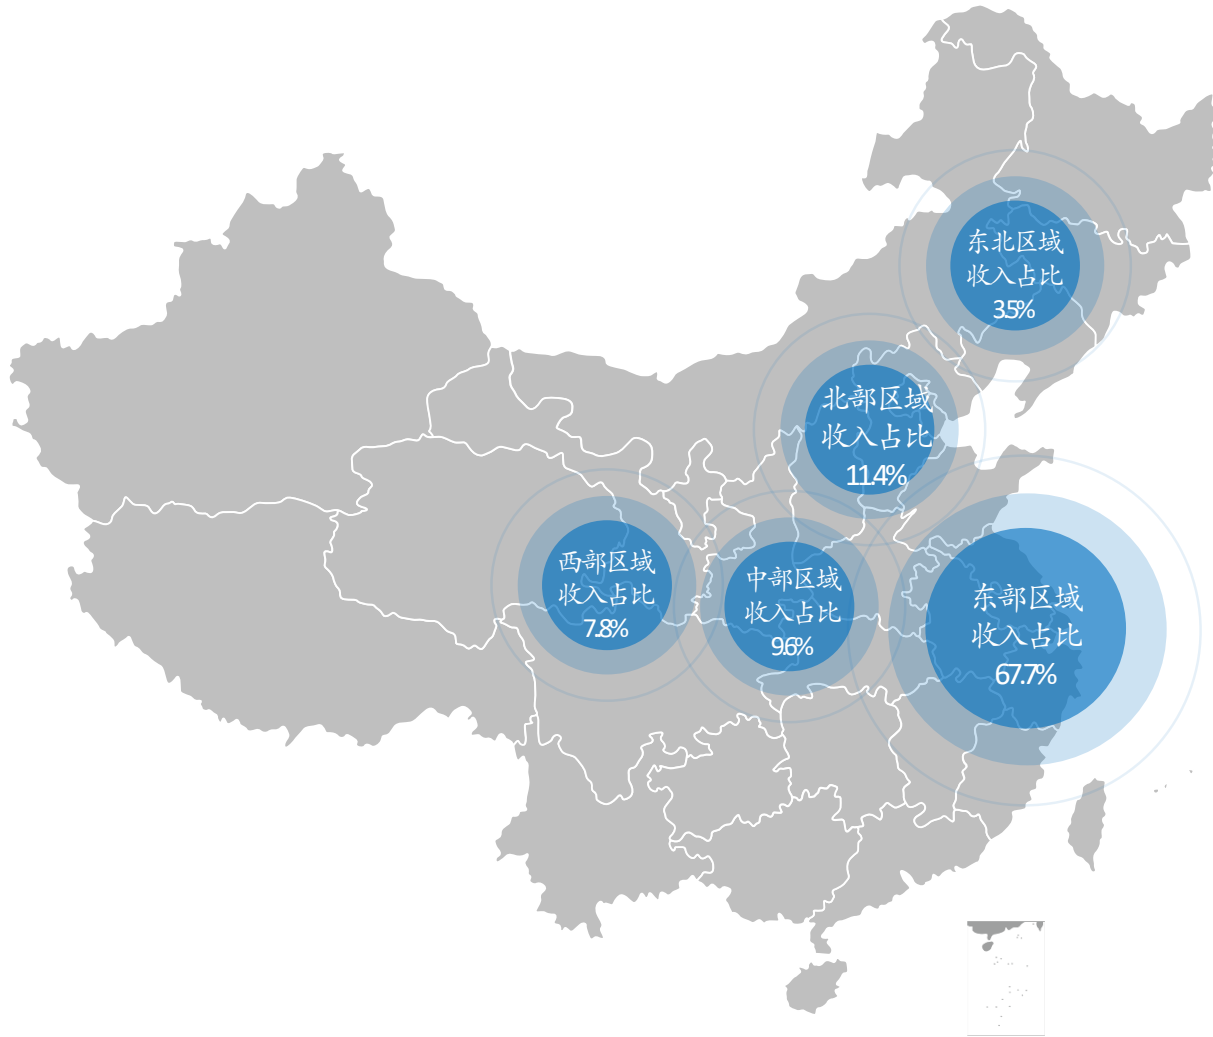 东北区域
收入占比
3.5%
北部区域
收入占比
11.4%
西部区域
收入占比
7.8%
中部区域
收入占比
9.6%
东部区域
收入占比
67.7%